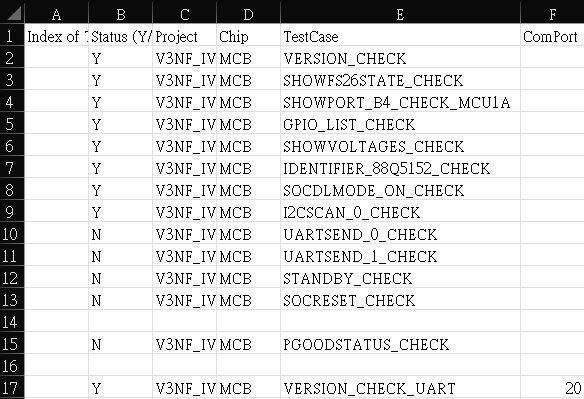 A B C D E F
1 Index of T Status (Y/ Project Chip TestCase ComPort
2 Y V3NF_IV MCB VERSION_CHECK
3 Y V3NF_IV MCB SHOWFS26STATE_CHECK
4 Y V3NF_IV MCB SHOWPORT_B4_CHECK_MCU1A
5 Y V3NF_IV MCB GPIO_LIST_CHECK
6 Y V3NF_IV MCB SHOWVOLTAGES_CHECK
7 Y V3NF_IV MCB IDENTIFIER_88Q5152_CHECK
8 Y V3NF_IV MCB SOCDLMODE_ON_CHECK
9 Y V3NF_IV MCB I2CSCAN_0_CHECK
10 N V3NF_IV MCB UARTSEND_0_CHECK
11 N V3NF_IV MCB UARTSEND_1_CHECK
12 N V3NF_IV MCB STANDBY_CHECK
13 N V3NF_IV MCB SOCRESET_CHECK
14
15 N V3NF_IV MCB PGOODSTATUS_CHECK
16
17 Y V3NF_IV MCB VERSION_CHECK_UART 20